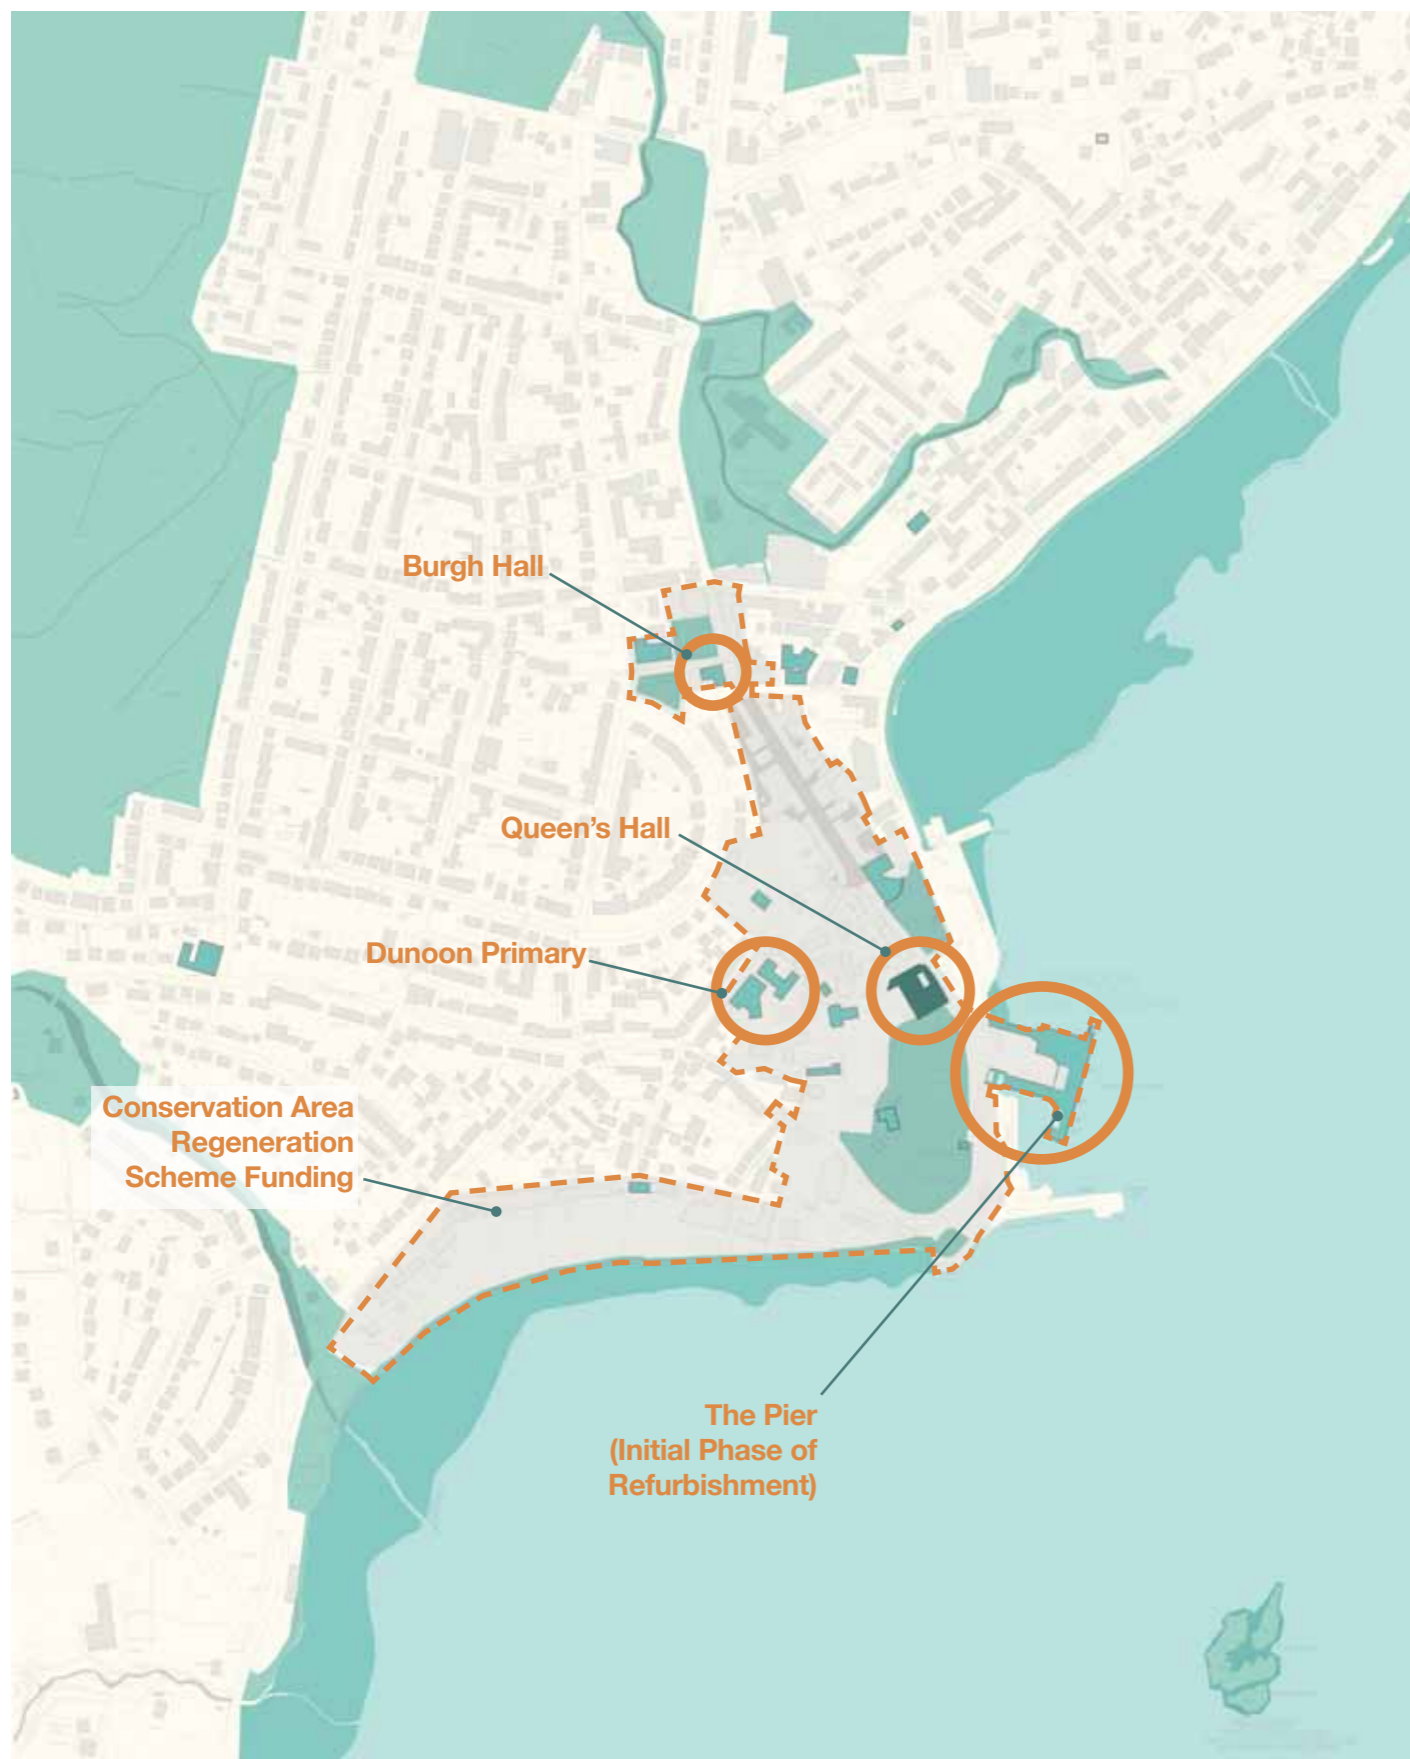 Burgh Hall
Queen's Hall
Dunoon Primary
Conservation Area
Regeneration
Scheme Funding
The Pier
(Initial Phase of
Refurbishment)